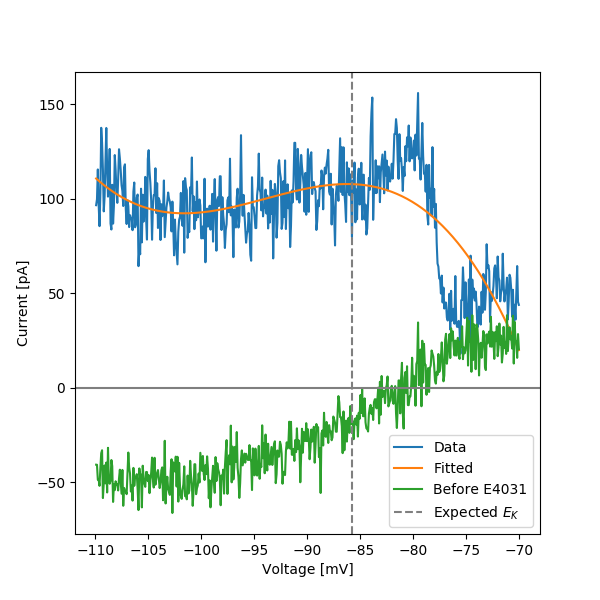 150
100
50
0
−50
Current [pA]
Data
Fitted
Before E4031
Expected E_K
−110 −105 −100 −95 −90 −85 −80 −75 −70
Voltage [mV]